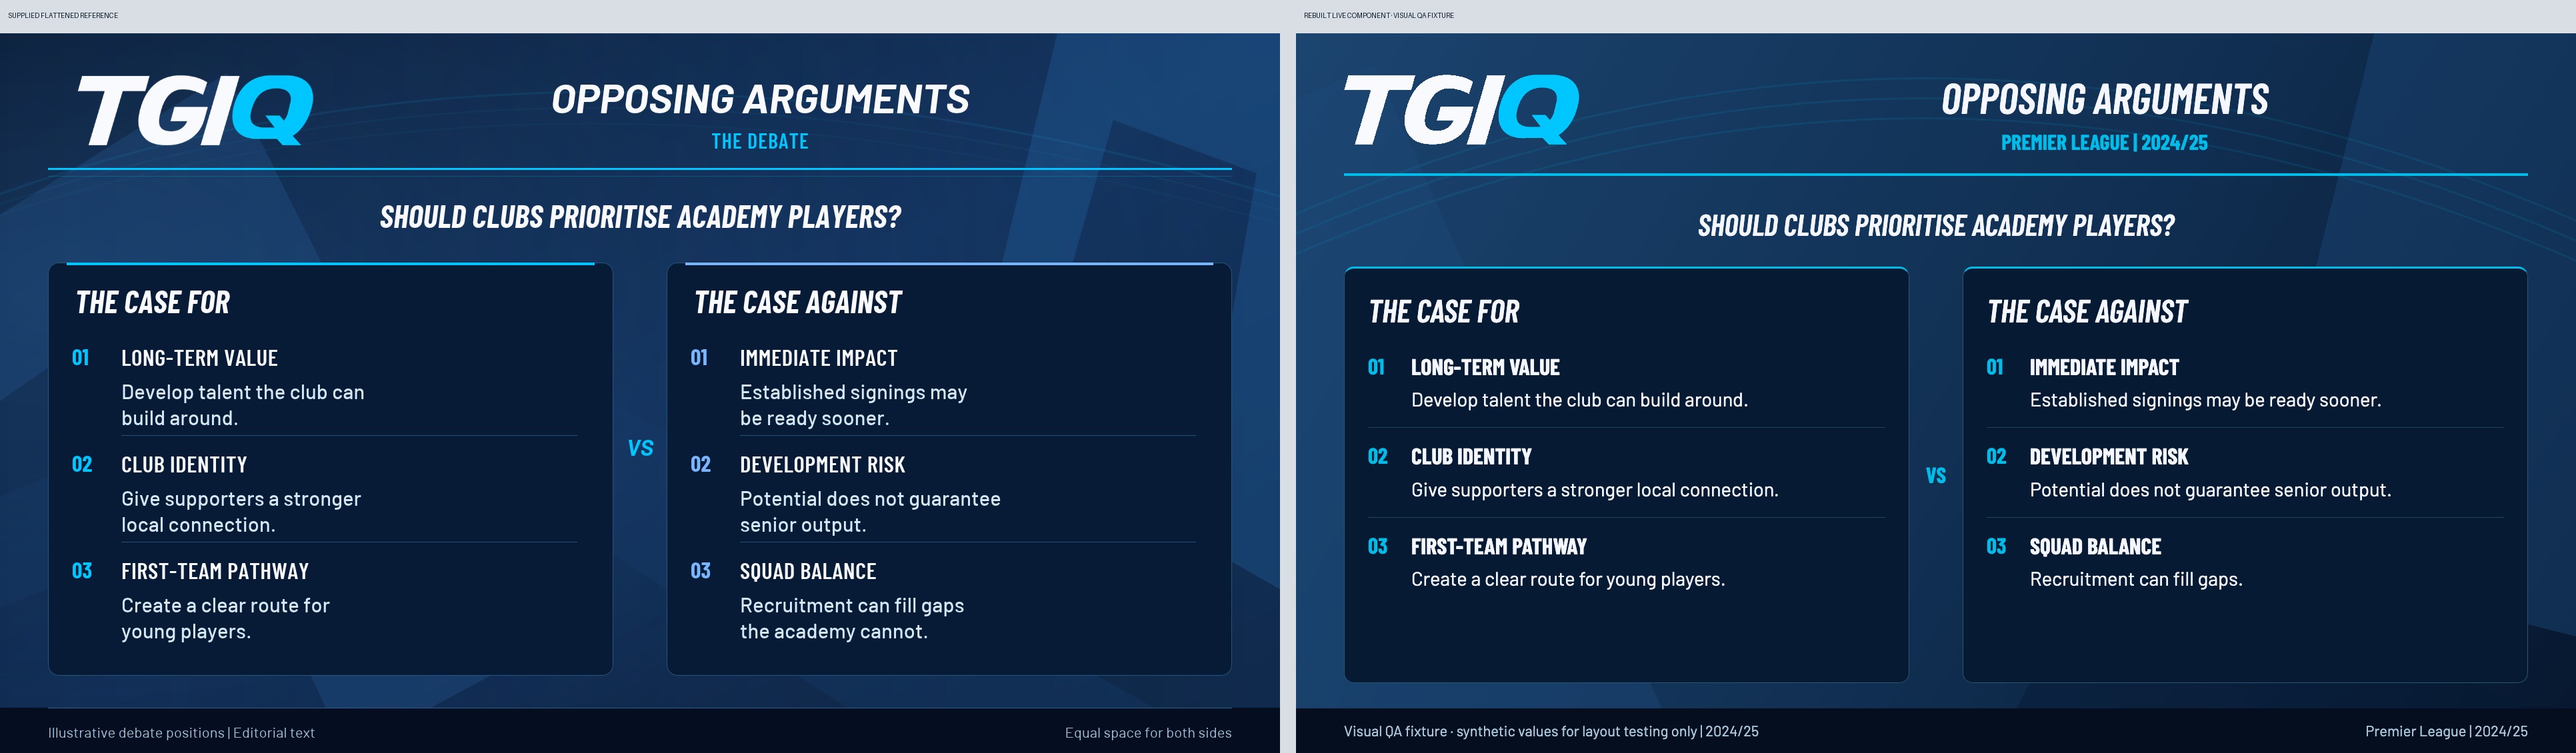 SUPPLIED FLATTENED REFERENCE
TGIQ
OPPOSING ARGUMENTS
THE DEBATE
SHOULD CLUBS PRIORITISE ACADEMY PLAYERS?
THE CASE FOR
01 LONG-TERM VALUE
Develop talent the club can
build around.
02 CLUB IDENTITY
Give supporters a stronger
local connection.
03 FIRST-TEAM PATHWAY
Create a clear route for
young players.
VS
THE CASE AGAINST
01 IMMEDIATE IMPACT
Established signings may
be ready sooner.
02 DEVELOPMENT RISK
Potential does not guarantee
senior output.
03 SQUAD BALANCE
Recruitment can fill gaps
the academy cannot.
Illustrative debate positions | Editorial text
Equal space for both sides
REBUILT LIVE COMPONENT · VISUAL QA FIXTURE
TGIQ
OPPOSING ARGUMENTS
PREMIER LEAGUE | 2024/25
SHOULD CLUBS PRIORITISE ACADEMY PLAYERS?
THE CASE FOR
01 LONG-TERM VALUE
Develop talent the club can build around.
02 CLUB IDENTITY
Give supporters a stronger local connection.
03 FIRST-TEAM PATHWAY
Create a clear route for young players.
VS
THE CASE AGAINST
01 IMMEDIATE IMPACT
Established signings may be ready sooner.
02 DEVELOPMENT RISK
Potential does not guarantee senior output.
03 SQUAD BALANCE
Recruitment can fill gaps.
Visual QA fixture · synthetic values for layout testing only | 2024/25
Premier League | 2024/25